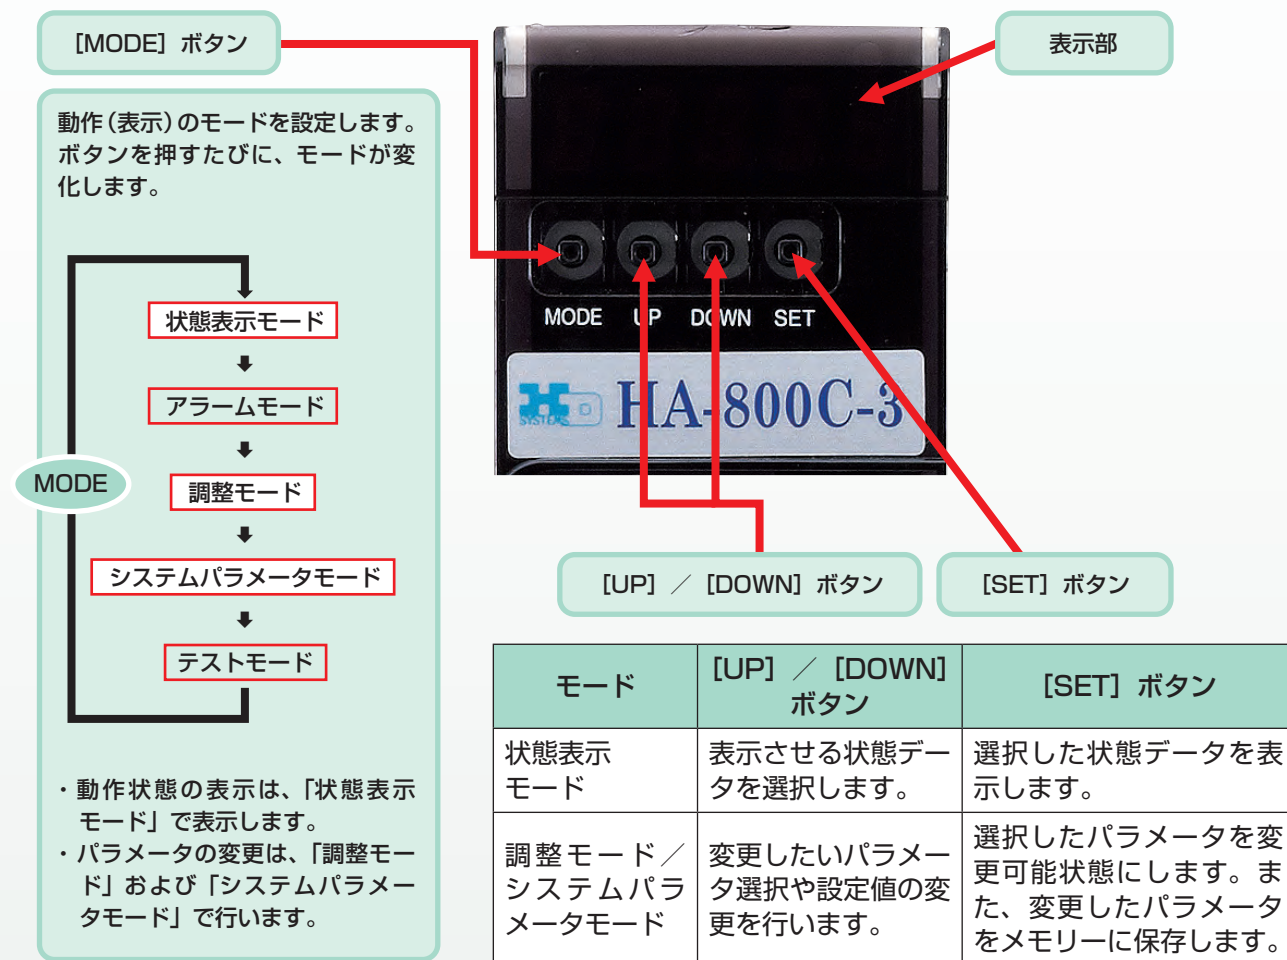 [MODE] ボタン
表示部
動作(表示)のモードを設定します。
ボタンを押すたびに、モードが変
化します。
状態表示モード
アラームモード
MODE
調整モード
システムパラメータモード
テストモード
・動作状態の表示は、「状態表示
モード」で表示します。
・パラメータの変更は、「調整モー
ド」および「システムパラメー
タモード」で行います。
MODE UP DOWN SET
HD SYSTEMS HA-800C-3
[UP] ／ [DOWN] ボタン
[SET] ボタン
モード
[UP] ／ [DOWN]
ボタン
[SET] ボタン
状態表示
モード
表示させる状態デー
タを選択します。
選択した状態データを表
示します。
調整モード／
システムパラ
メータモード
変更したいパラメー
タ選択や設定値の変
更を行います。
選択したパラメータを変
更可能状態にします。ま
た、変更したパラメータ
をメモリーに保存します。